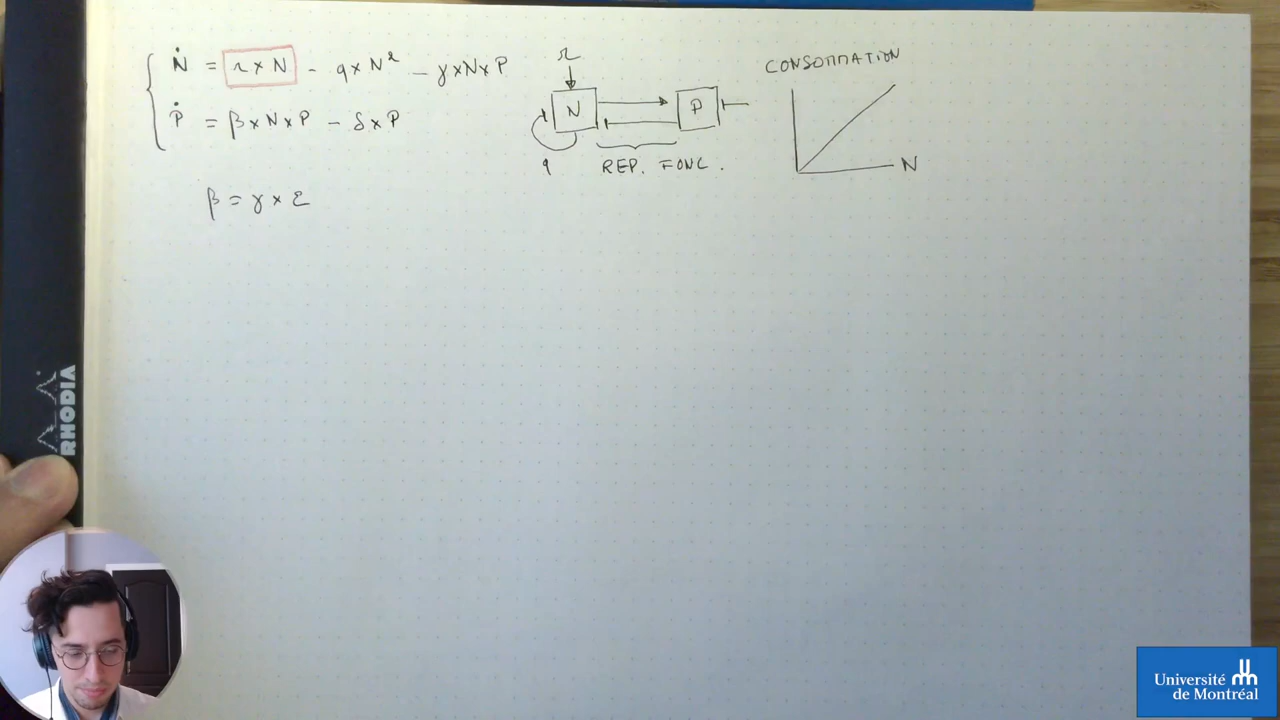 Ṅ = r × N - q × N² - γ × N × P
Ṗ = β × N × P - δ × P
β = γ × ε
r
N
P
q
REP. FONC.
CONSOMMATION
N
RHODIA
Université
de Montréal